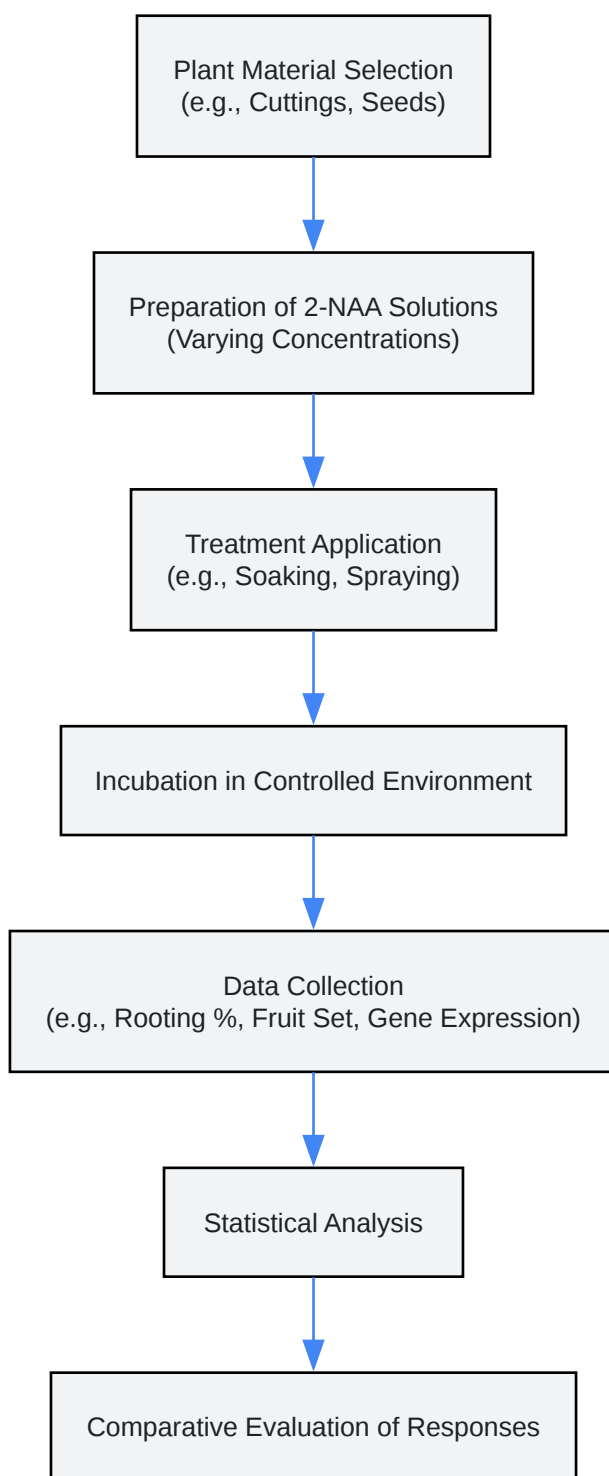 Plant Material Selection
(e.g., Cuttings, Seeds)
Preparation of 2-NAA Solutions
(Varying Concentrations)
Treatment Application
(e.g., Soaking, Spraying)
Incubation in Controlled Environment
Data Collection
(e.g., Rooting %, Fruit Set, Gene Expression)
Statistical Analysis
Comparative Evaluation of Responses